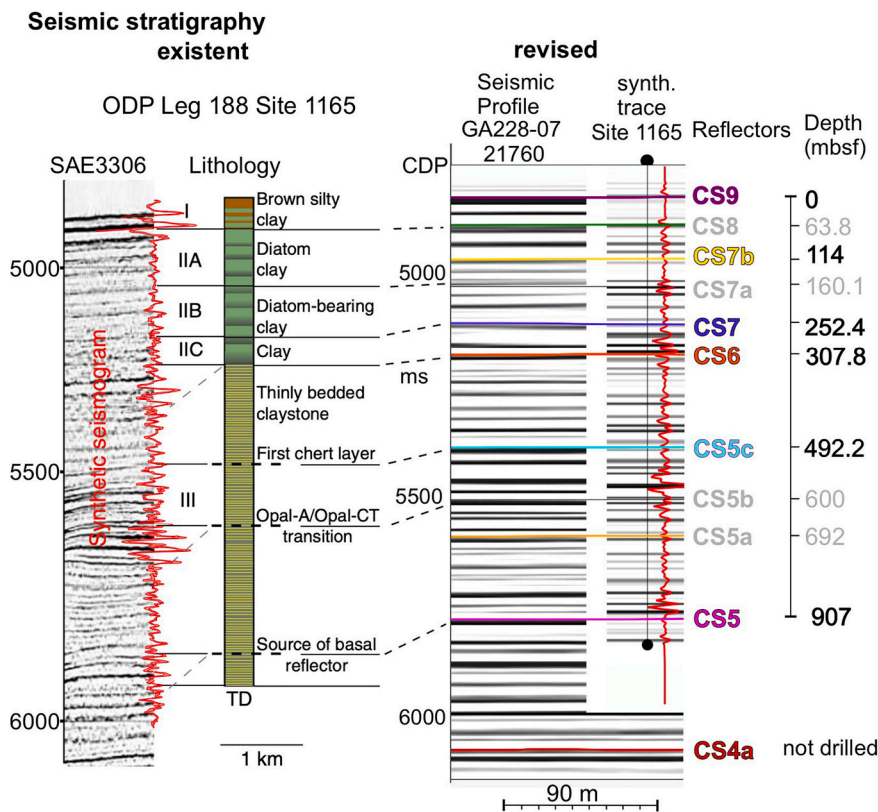 Seismic stratigraphy
existent
revised
ODP Leg 188 Site 1165
Seismic
Profile
GA228-07
21760
synth.
trace
Site 1165
Reflectors
Depth
(mbsf)
SAE3306
Lithology
CDP
I
Brown silty
clay
IIA
Diatom
clay
IIB
Diatom-bearing
clay
IIC
Clay
Thinly bedded
claystone
First chert layer
III
Opal-A/Opal-CT
transition
Source of basal
reflector
TD
1 km
5000
5500
6000
Synthetic seismogram
5000
ms
5500
6000
CS9
0
CS8
63.8
CS7b
114
CS7a
160.1
CS7
252.4
CS6
307.8
CS5c
492.2
CS5b
600
CS5a
692
CS5
907
CS4a
not drilled
90 m